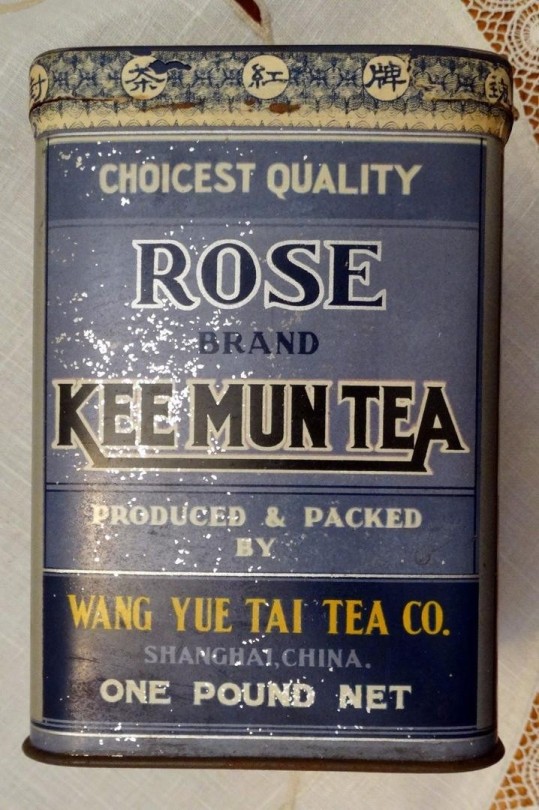 茶 紅 牌
CHOICEST QUALITY
ROSE
BRAND
KEE MUN TEA
PRODUCED & PACKED
BY
WANG YUE TAI TEA CO.
SHANGHAI, CHINA.
ONE POUND NET